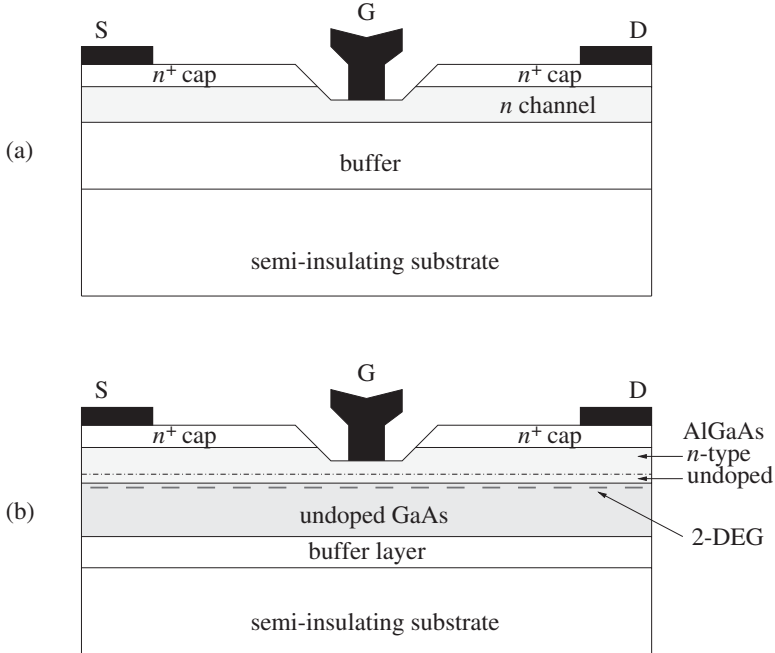 G
S
D
n⁺ cap
n⁺ cap
n channel
(a)
buffer
semi-insulating substrate
G
S
D
n⁺ cap
n⁺ cap
AlGaAs
n-type
undoped
(b)
undoped GaAs
2-DEG
buffer layer
semi-insulating substrate